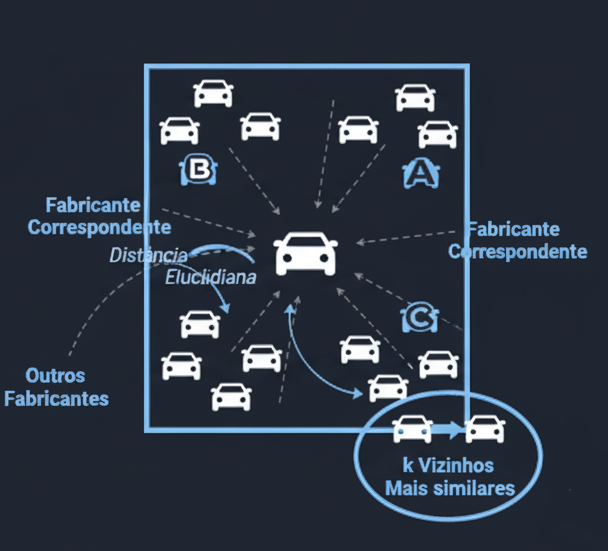 B
A
Fabricante
Correspondente
Distância
Eluclidiana
Fabricante
Correspondente
C
Outros
Fabricantes
k Vizinhos
Mais similares